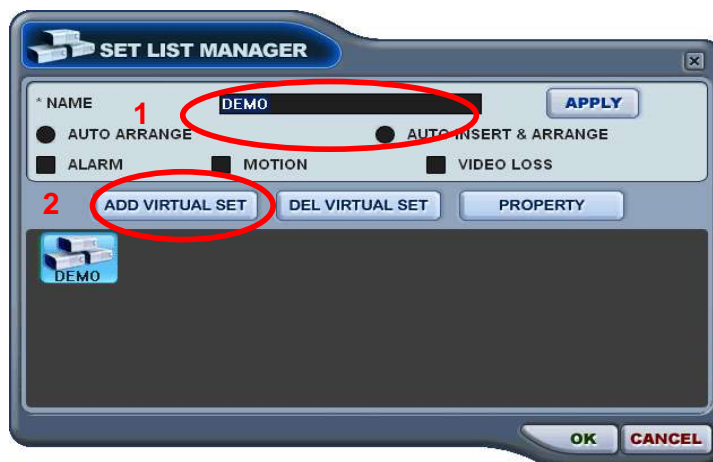 SET LIST MANAGER
* NAME 1 DEMO APPLY
AUTO ARRANGE AUTO INSERT & ARRANGE
ALARM MOTION VIDEO LOSS
2 ADD VIRTUAL SET DEL VIRTUAL SET PROPERTY
DEMO
OK CANCEL